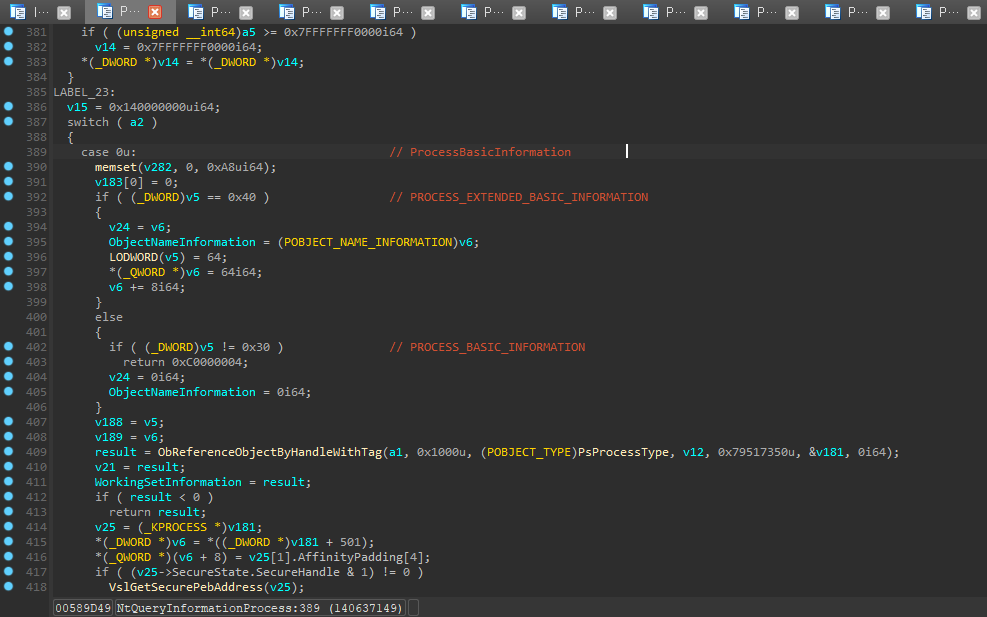 I··· P··· P··· P··· P··· P··· P··· P··· P··· P··· P···
381 if ( (unsigned __int64)a5 >= 0x7FFFFFFF0000i64 )
382 v14 = 0x7FFFFFFF0000i64;
383 *(_DWORD *)v14 = *(_DWORD *)v14;
384 }
385 LABEL_23:
386 v15 = 0x140000000ui64;
387 switch ( a2 )
388 {
389 case 0u: // ProcessBasicInformation
390 memset(v282, 0, 0xA8ui64);
391 v183[0] = 0;
392 if ( (_DWORD)v5 == 0x40 ) // PROCESS_EXTENDED_BASIC_INFORMATION
393 {
394 v24 = v6;
395 ObjectNameInformation = (POBJECT_NAME_INFORMATION)v6;
396 LODWORD(v5) = 64;
397 *(_QWORD *)v6 = 64i64;
398 v6 += 8i64;
399 }
400 else
401 {
402 if ( (_DWORD)v5 != 0x30 ) // PROCESS_BASIC_INFORMATION
403 return 0xC0000004;
404 v24 = 0i64;
405 ObjectNameInformation = 0i64;
406 }
407 v188 = v5;
408 v189 = v6;
409 result = ObReferenceObjectByHandleWithTag(a1, 0x1000u, (POBJECT_TYPE)PsProcessType, v12, 0x79517350u, &v181, 0i64);
410 v21 = result;
411 WorkingSetInformation = result;
412 if ( result < 0 )
413 return result;
414 v25 = (_KPROCESS *)v181;
415 *(_DWORD *)v6 = *((_DWORD *)v181 + 501);
416 *(_QWORD *)(v6 + 8) = v25[1].AffinityPadding[4];
417 if ( (v25->SecureState.SecureHandle & 1) != 0 )
418 VslGetSecurePebAddress(v25);
00589D49 NtQueryInformationProcess:389 (140637149)